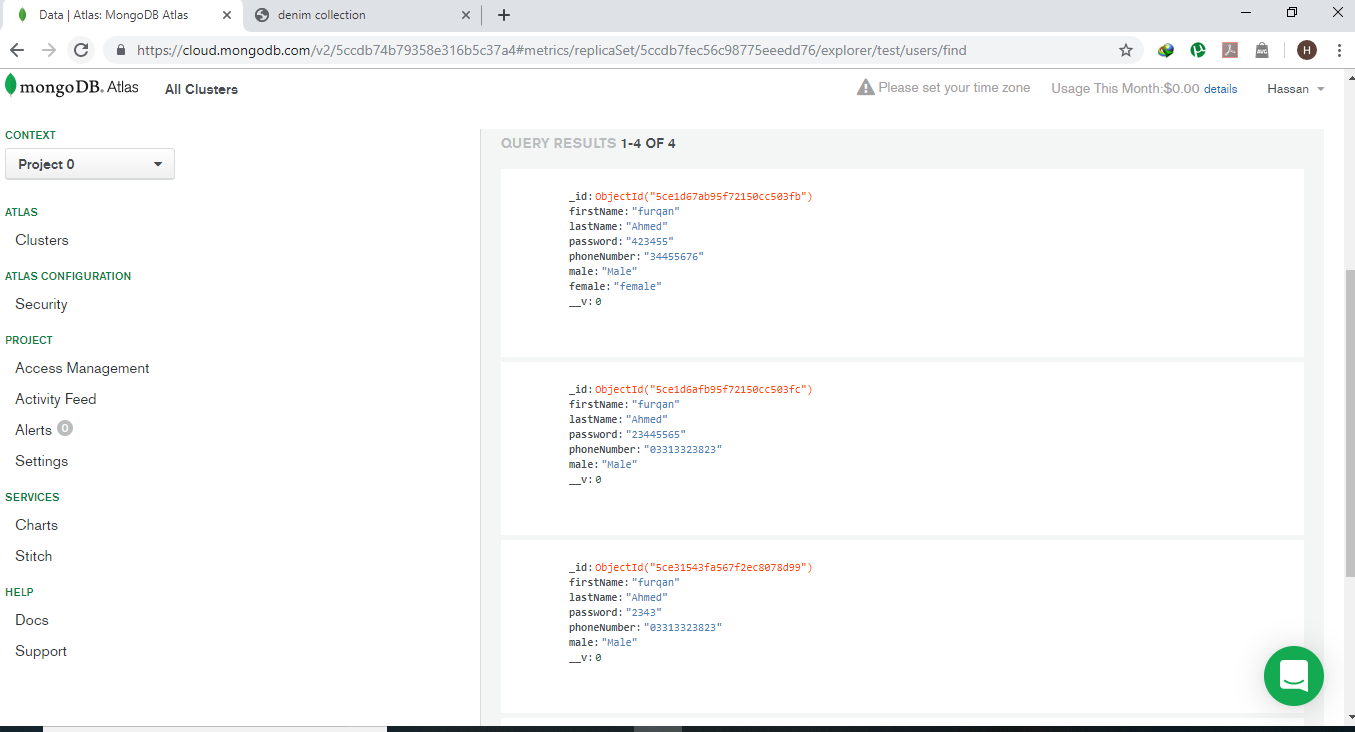 Data | Atlas: MongoDB Atlas
denim collection
https://cloud.mongodb.com/v2/5ccdb74b79358e316b5c37a4#metrics/replicaSet/5ccdb7fec56c98775eeedd76/explorer/test/users/find
AVG
H
mongoDB. Atlas
All Clusters
Please set your time zone
Usage This Month:$0.00 details
Hassan
CONTEXT
Project 0
ATLAS
Clusters
ATLAS CONFIGURATION
Security
PROJECT
Access Management
Activity Feed
Alerts 0
Settings
SERVICES
Charts
Stitch
HELP
Docs
Support
QUERY RESULTS 1-4 OF 4
_id:ObjectId("5ce1d67ab95f72150cc503fb")
firstName:"furqan"
lastName:"Ahmed"
password:"423455"
phoneNumber:"34455676"
male:"Male"
female:"female"
__v:0
_id:ObjectId("5ce1d6afb95f72150cc503fc")
firstName:"furqan"
lastName:"Ahmed"
password:"23445565"
phoneNumber:"03313323823"
male:"Male"
__v:0
_id:ObjectId("5ce31543fa567f2ec8078d99")
firstName:"furqan"
lastName:"Ahmed"
password:"2343"
phoneNumber:"03313323823"
male:"Male"
__v:0